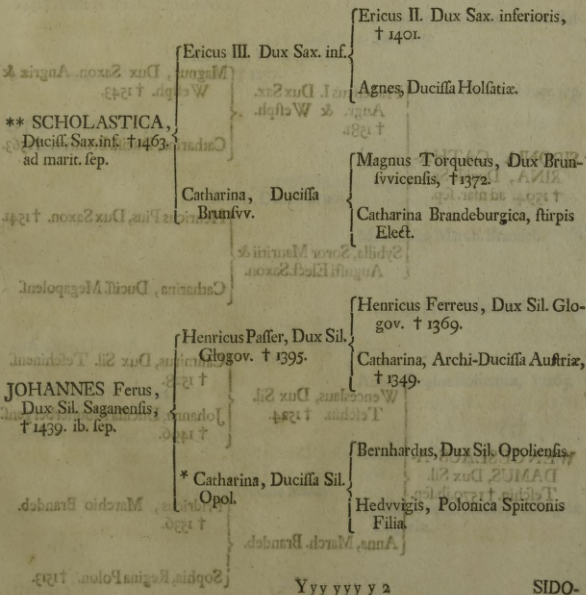 Ericus II. Dux Sax. inferioris,
† 1401.
Ericus III. Dux Sax. inf.
Agnes, Duciſſa Holſatiæ.
** SCHOLASTICA,
Duciſſ. Sax. inf. † 1463.
ad marit. ſep.
Magnus Torquetus, Dux Brun-
ſvvicenſis, † 1372.
Catharina, Duciſſa
Brunſvv.
Catharina Brandeburgica, ſtirpis
Elect.
Henricus Ferreus, Dux Sil. Glo-
gov. † 1369.
Henricus Paſſer, Dux Sil.
Glogov. † 1395.
Catharina, Archi-Duciſſa Auſtriæ,
† 1349.
JOHANNES Ferus,
Dux Sil. Saganenſis,
† 1439. ib. ſep.
Bernhardus, Dux Sil. Opolienſis.
* Catharina, Duciſſa Sil.
Opol.
Hedvvigis, Polonica Spitconis
Filia.
Yyy yyy y 2 SIDO-